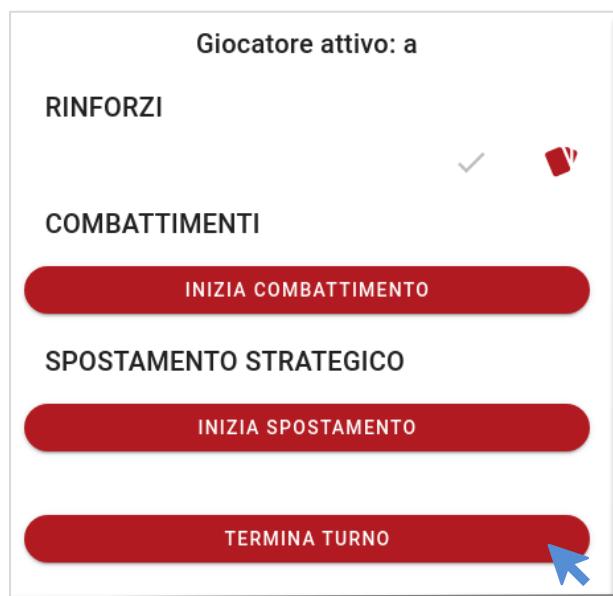 Giocatore attivo: a
RINFORZI
COMBATTIMENTI
INIZIA COMBATTIMENTO
SPOSTAMENTO STRATEGICO
INIZIA SPOSTAMENTO
TERMINA TURNO